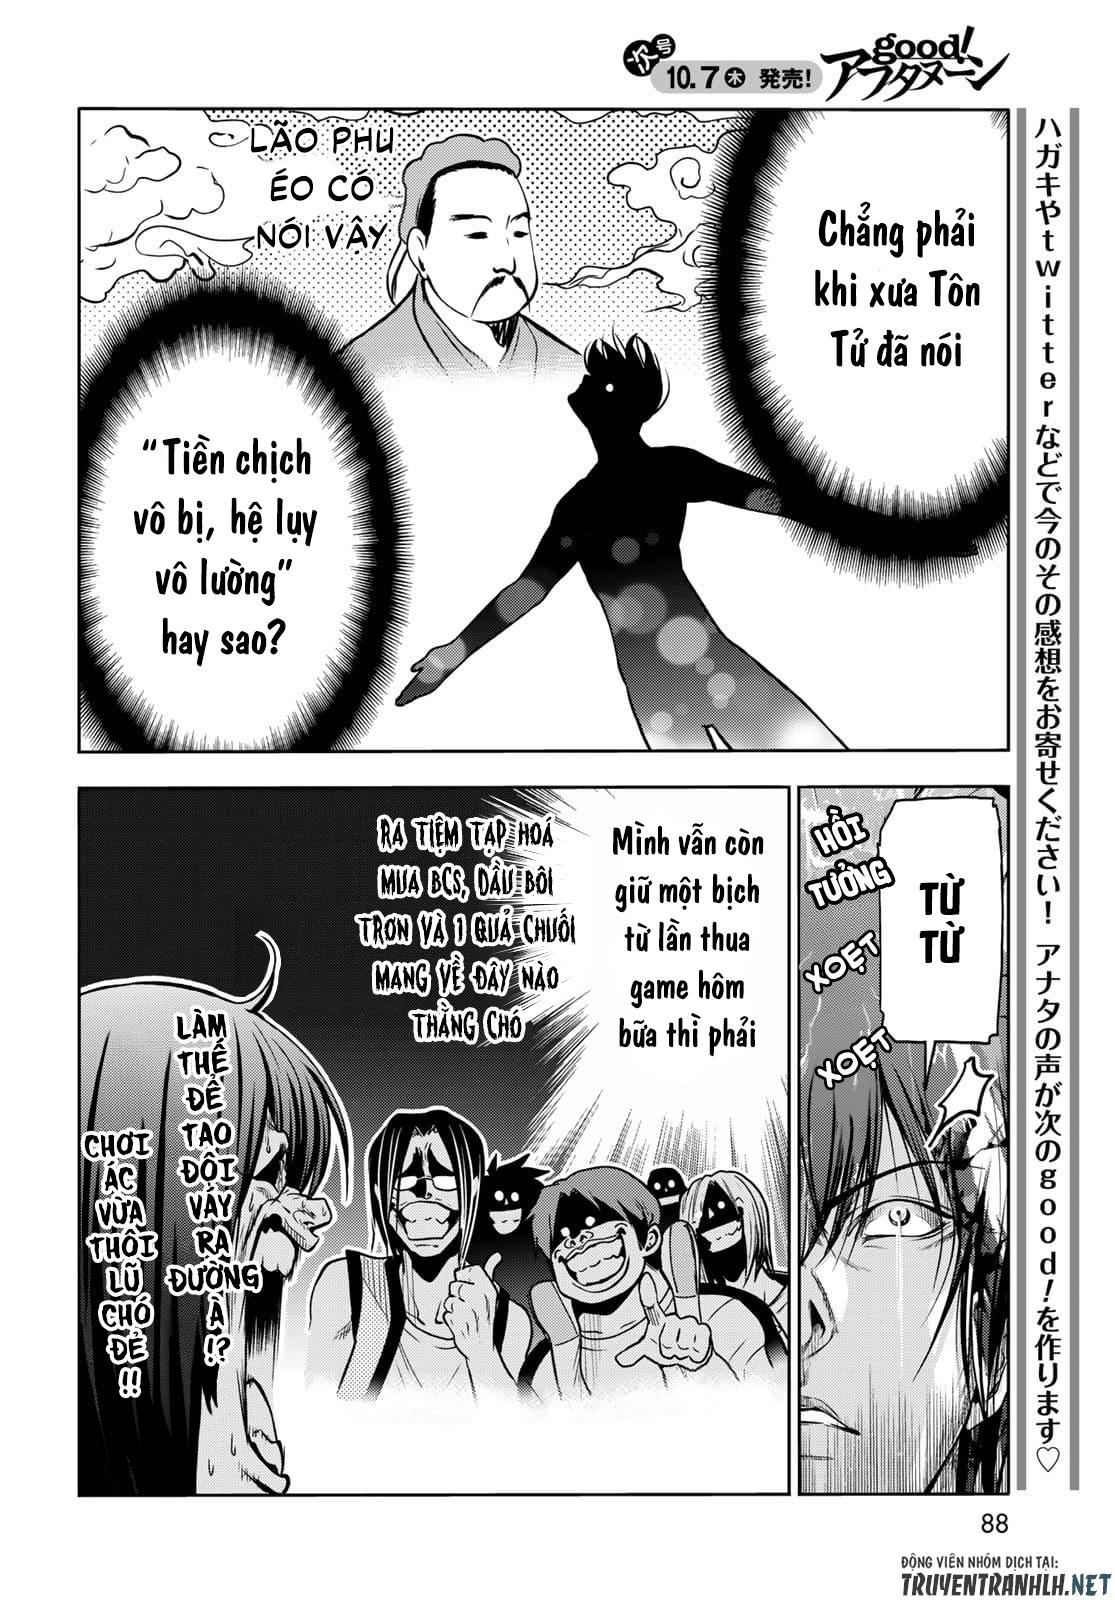 次号
10.7木 発売!
good!
アフタヌーン
ハガキやtwitterなどで今のその感想をお寄せください! アナタの声が次のgood!を作ります♡
Chẳng phải
khi xưa Tôn
Tử đã nói
LÃO PHU
ÉO CÓ
NÓI VẬY
“Tiền chịch
vô bị, hệ lụy
vô lường”
hay sao?
TỪ
TỪ
HỒI
TƯỞNG
XOẸT
XOẸT
Mình vẫn còn
giữ một bịch
từ lần thua
game hôm
bữa thì phải
RA TIỆM TẠP HOÁ
MUA BCS, DẦU BÔI
TRƠN VÀ 1 QUẢ CHUỐI
MANG VỀ ĐÂY NÀO
THẰNG CHÓ
LÀM
THẾ
ĐỂ
TAO
ĐỘI
VÁY
RA
ĐƯỜNG
À!?
CHƠI
ÁC
VỪA
THÔI
LŨ
CHÓ
ĐẺ
!!
88
ĐỘNG VIÊN NHÓM DỊCH TẠI:
TRUYENTRANHLH.NET